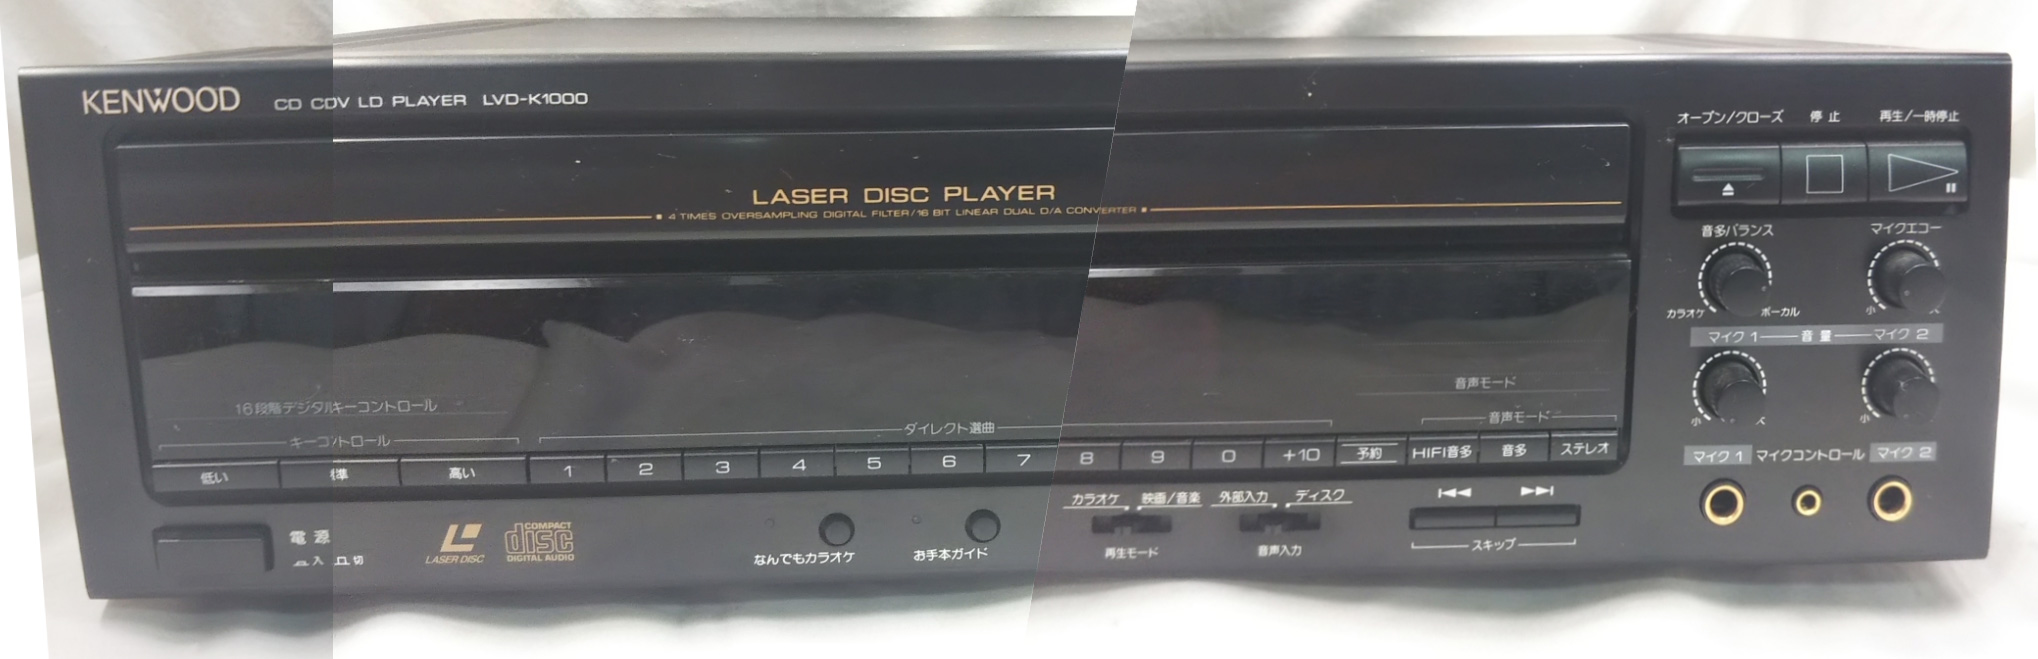 KENWOOD CD CDV LD PLAYER LVD-K1000
オープン/クローズ 停止 再生/一時停止
LASER DISC PLAYER
4 TIMES OVERSAMPLING DIGITAL FILTER/16 BIT LINEAR DUAL D/A CONVERTER
音多バランス マイクエコー
カラオケ ボーカル 小 大
マイク1 音量 マイク2
小 大 小 大
音声モード
16段階デジタルキーコントロール
キーコントロール ダイレクト選曲 音声モード
低い 標準 高い 1 2 3 4 5 6 7 8 9 0 +10 予約 HIFI音多 音多 ステレオ
マイク1 マイクコントロール マイク2
カラオケ 映画/音楽 外部入力 ディスク
電源
入 切
LASER DISC
COMPACT
disc
DIGITAL AUDIO
なんでもカラオケ お手本ガイド 再生モード 音声入力 スキップ